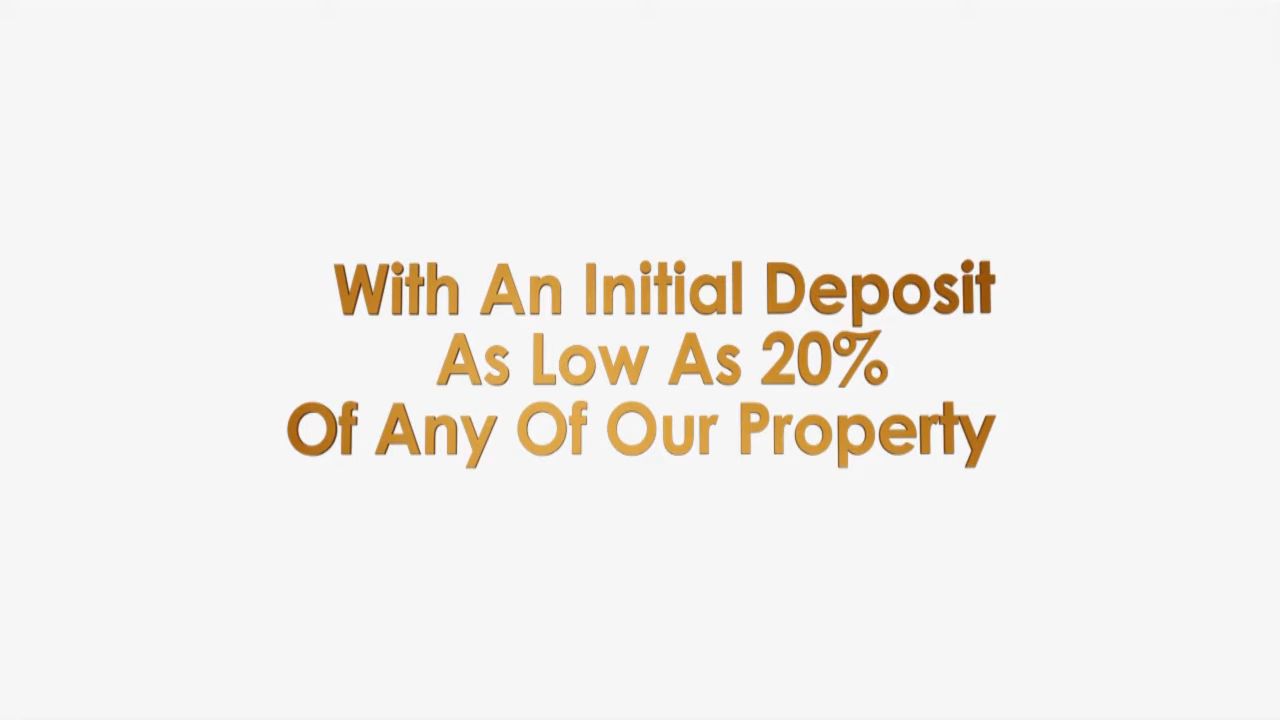 With An Initial Deposit
As Low As 20%
Of Any Of Our Property